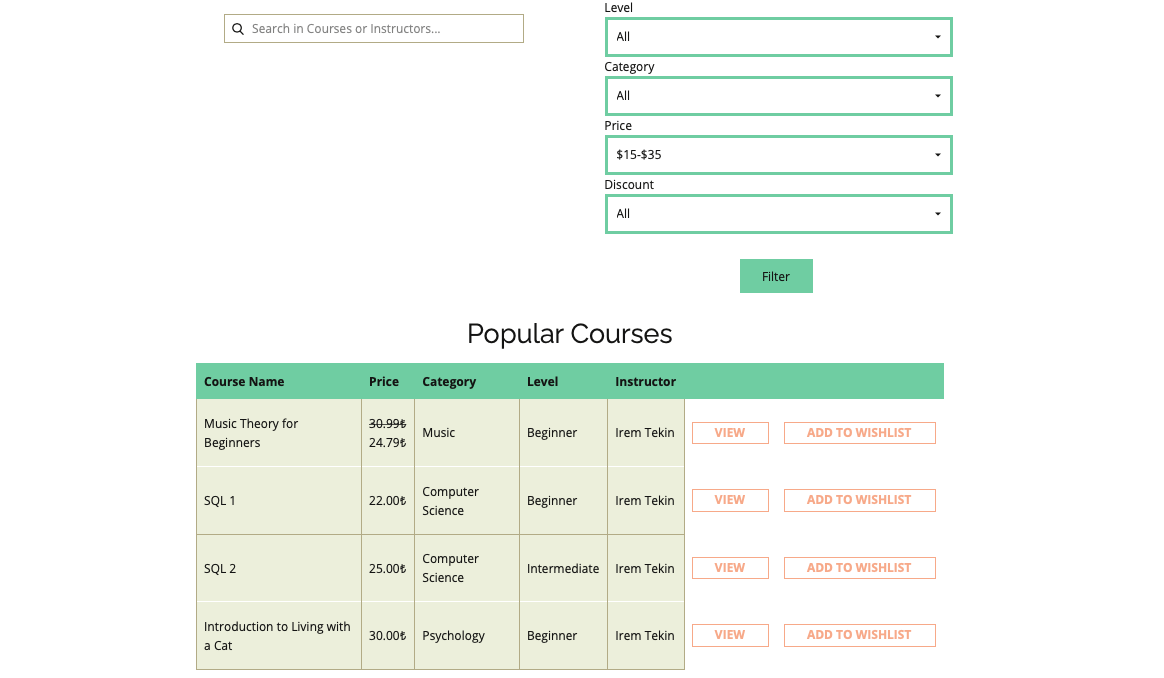 Search in Courses or Instructors...
Level
All
Category
All
Price
$15-$35
Discount
All
Filter
Popular Courses
Course Name Price Category Level Instructor
Music Theory for
Beginners
30.99₺
24.79₺
Music
Beginner
Irem Tekin
VIEW
ADD TO WISHLIST
SQL 1
22.00₺
Computer
Science
Beginner
Irem Tekin
VIEW
ADD TO WISHLIST
SQL 2
25.00₺
Computer
Science
Intermediate
Irem Tekin
VIEW
ADD TO WISHLIST
Introduction to Living with
a Cat
30.00₺
Psychology
Beginner
Irem Tekin
VIEW
ADD TO WISHLIST